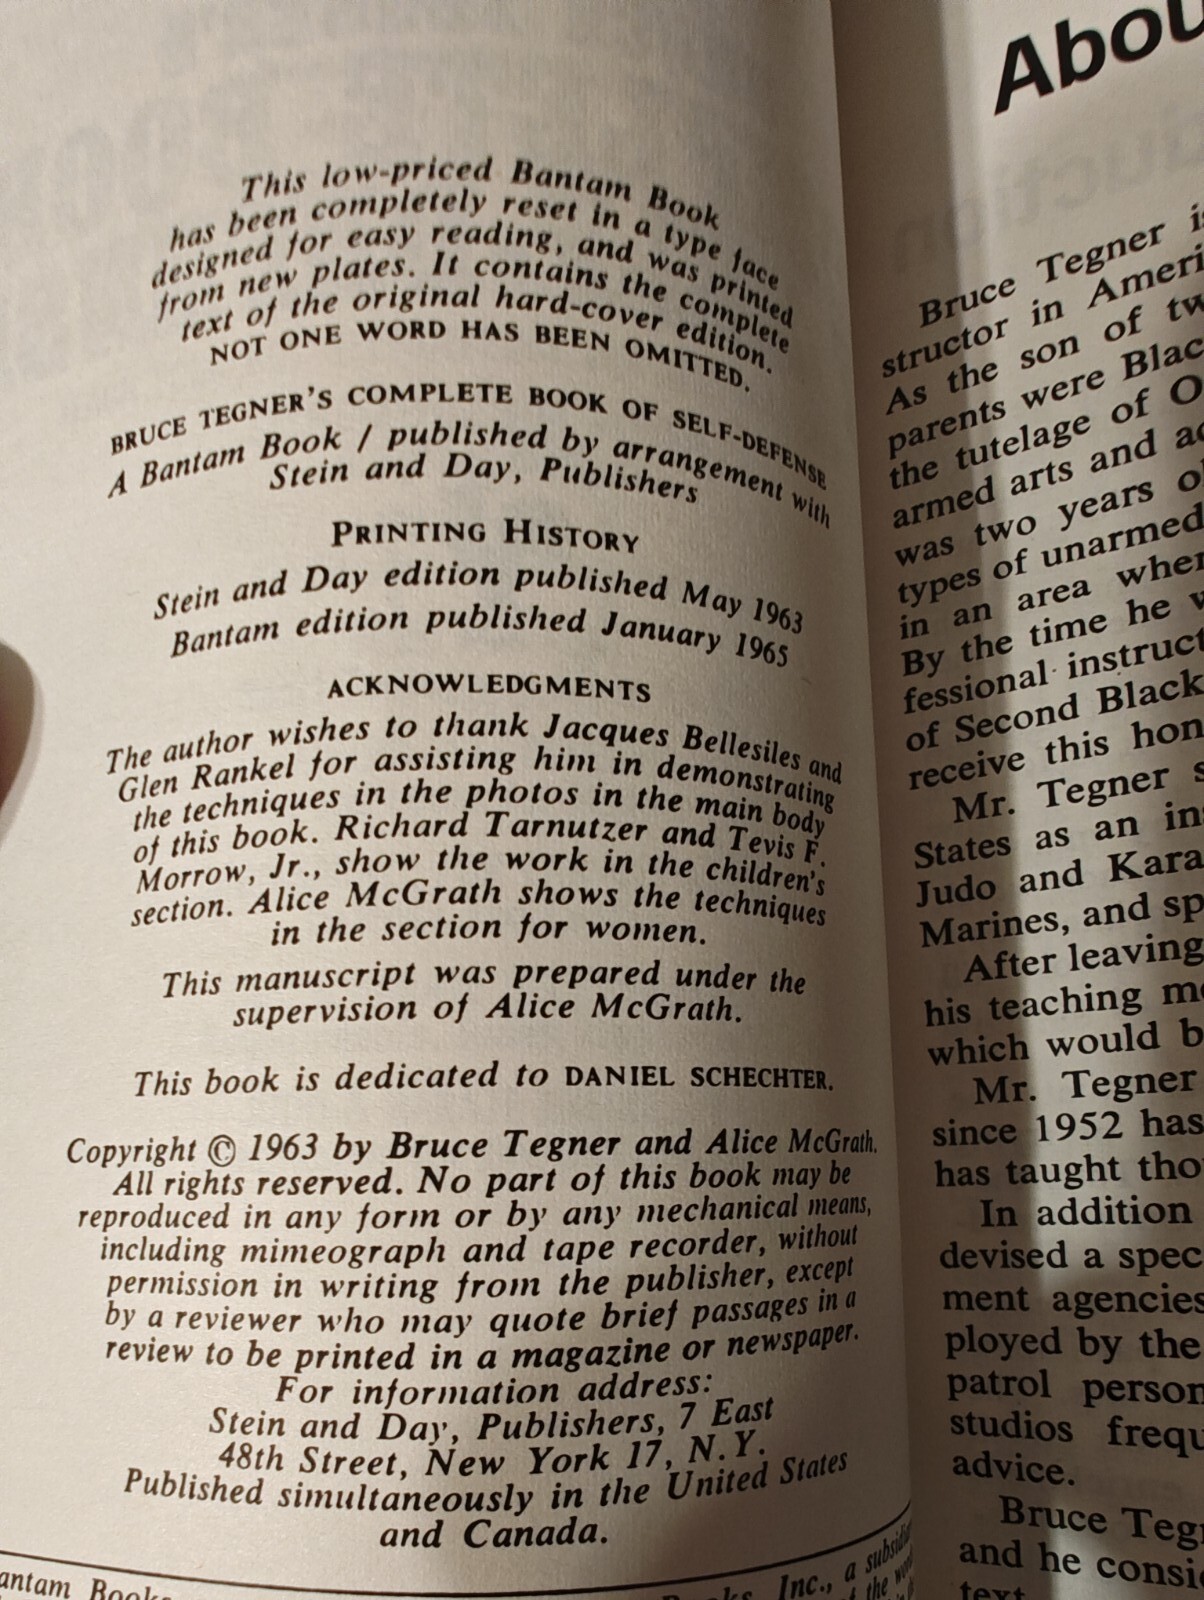 This low-priced Bantam Book
has been completely reset in a type face
designed for easy reading, and was printed
from new plates. It contains the complete
text of the original hard-cover edition.
NOT ONE WORD HAS BEEN OMITTED.
BRUCE TEGNER'S COMPLETE BOOK OF SELF-DEFENSE
A Bantam Book / published by arrangement with
Stein and Day, Publishers
PRINTING HISTORY
Stein and Day edition published May 1963
Bantam edition published January 1965
ACKNOWLEDGMENTS
The author wishes to thank Jacques Bellesiles and
Glen Rankel for assisting him in demonstrating
the techniques in the photos in the main body
of this book. Richard Tarnutzer and Tevis F.
Morrow, Jr., show the work in the children's
section. Alice McGrath shows the techniques
in the section for women.
This manuscript was prepared under the
supervision of Alice McGrath.
This book is dedicated to DANIEL SCHECHTER.
Copyright © 1963 by Bruce Tegner and Alice McGrath.
All rights reserved. No part of this book may be
reproduced in any form or by any mechanical means,
including mimeograph and tape recorder, without
permission in writing from the publisher, except
by a reviewer who may quote brief passages in a
review to be printed in a magazine or newspaper.
For information address:
Stein and Day, Publishers, 7 East
48th Street, New York 17, N.Y.
Published simultaneously in the United States
and Canada.
Books, Inc., a
Bruce Tegner
structor in
As the son of
parents were
the tutelage of
armed arts and
was two years
types of unarmed
in an area
By the time he
fessional instruct
of Second Black
receive this
Mr. Tegner
States as an
Judo and
Marines, and
After leaving
his teaching
which would
Mr. Tegner
since 1952 has
has taught
In addition
devised a
ment agencies
ployed by the
patrol
studios
advice.
Bruce
and he
text